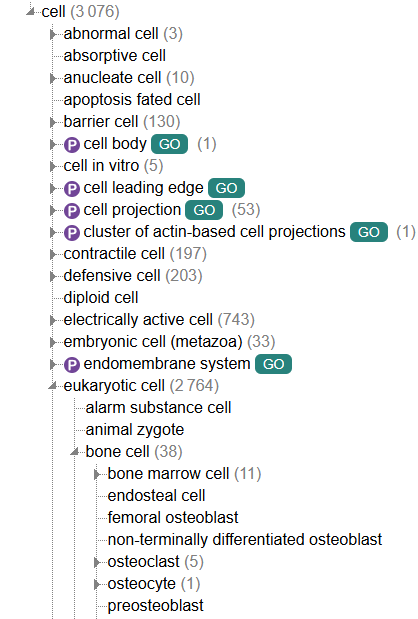 cell (3 076)
abnormal cell (3)
absorptive cell
anucleate cell (10)
apoptosis fated cell
barrier cell (130)
P cell body GO (1)
cell in vitro (5)
P cell leading edge GO
P cell projection GO (53)
P cluster of actin-based cell projections GO (1)
contractile cell (197)
defensive cell (203)
diploid cell
electrically active cell (743)
embryonic cell (metazoa) (33)
P endomembrane system GO
eukaryotic cell (2 764)
alarm substance cell
animal zygote
bone cell (38)
bone marrow cell (11)
endosteal cell
femoral osteoblast
non-terminally differentiated osteoblast
osteoclast (5)
osteocyte (1)
preosteoblast